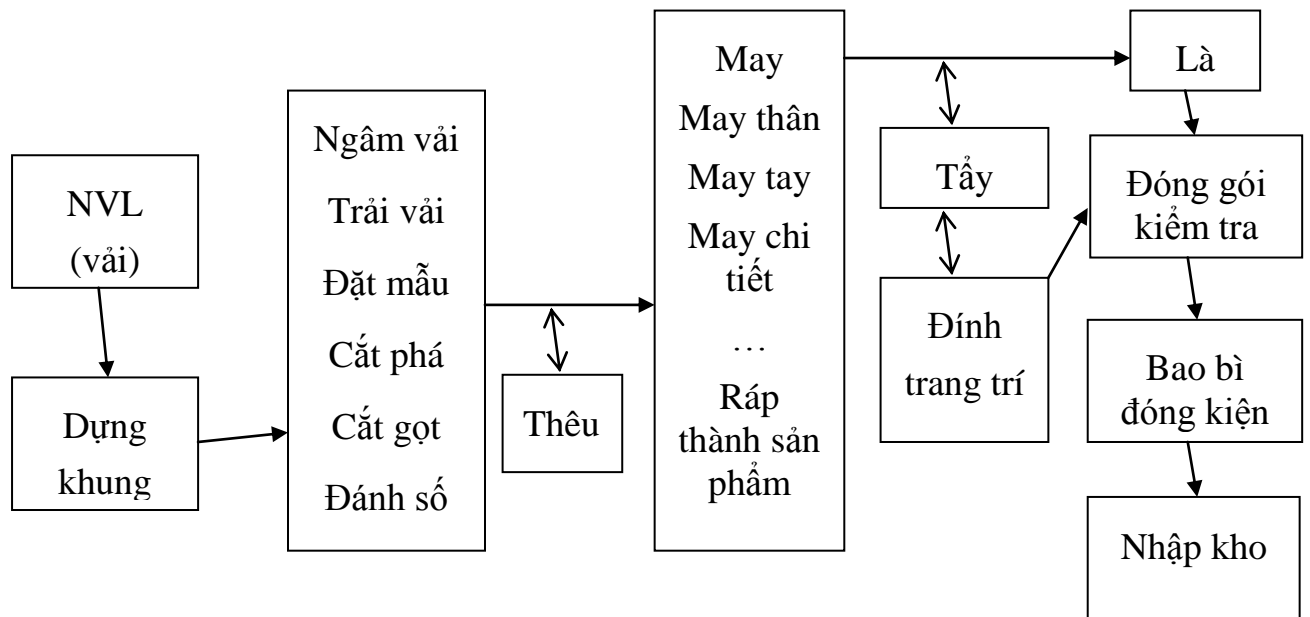 NVL
(vải)
Dựng
khung
Ngâm vải
Trải vải
Đặt mẫu
Cắt phá
Cắt gọt
Đánh số
Thêu
May
May thân
May tay
May chi
tiết
…
Ráp
thành sản
phẩm
Tẩy
Đính
trang trí
Là
Đóng gói
kiểm tra
Bao bì
đóng kiện
Nhập kho